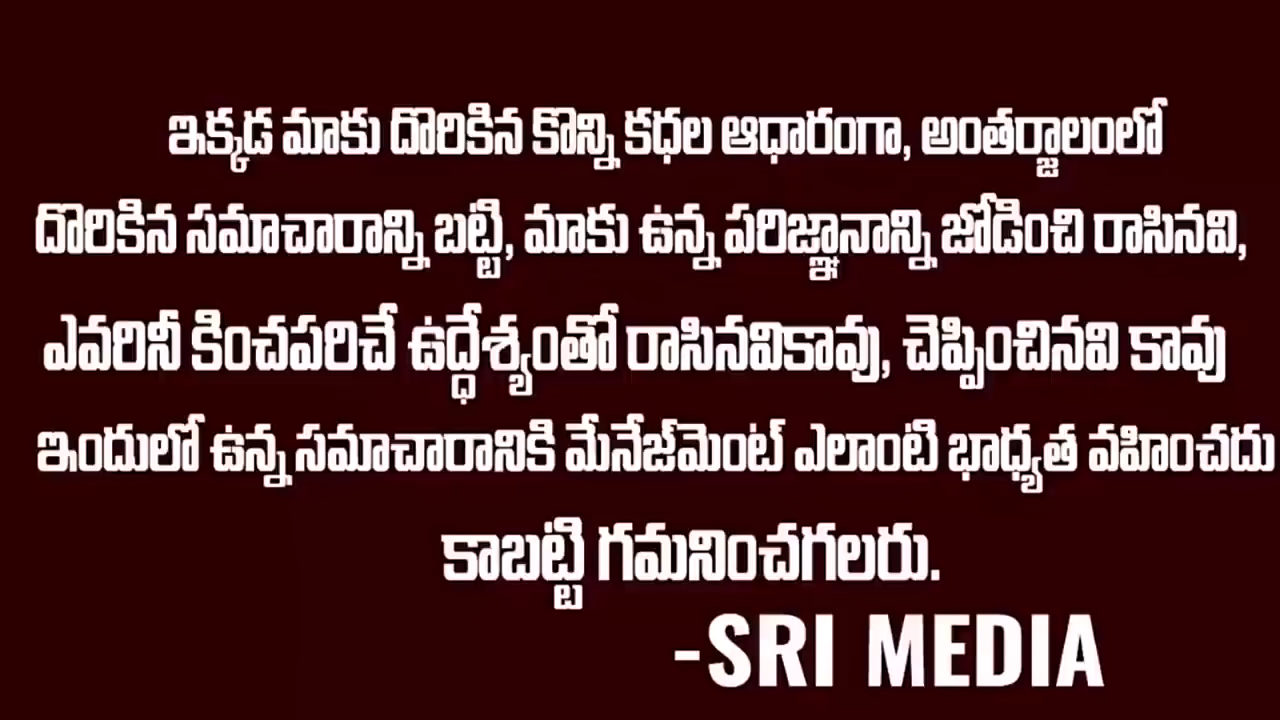 ఇక్కడ మాకు దొరికిన కొన్ని కధల ఆధారంగా, అంతర్జాలంలో
దొరికిన సమాచారాన్ని బట్టి, మాకు ఉన్న పరిజ్ఞానాన్ని జోడించి రాసినవి,
ఎవరినీ కించపరిచే ఉద్ధేశ్యంతో రాసినవికావు, చెప్పించినవి కావు
ఇందులో ఉన్న సమాచారానికి మేనేజ్‌మెంట్ ఎలాంటి భాధ్యత వహించదు
కాబట్టి గమనించగలరు.
-SRI MEDIA